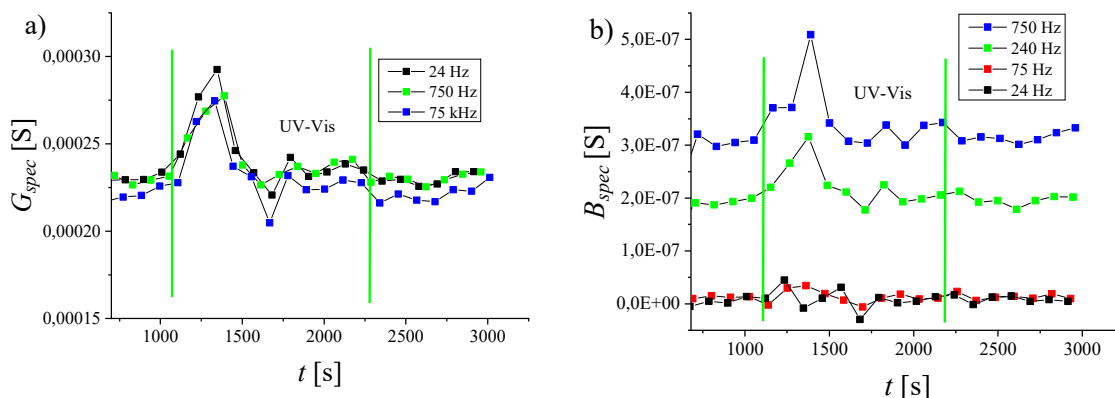 a)
0,00030
0,00025
0,00020
0,00015
G_spec [S]
24 Hz
750 Hz
75 kHz
UV-Vis
1000 1500 2000 2500 3000
t [s]
b)
5,0E-07
4,0E-07
3,0E-07
2,0E-07
1,0E-07
0,0E+00
B_spec [S]
750 Hz
240 Hz
75 Hz
24 Hz
UV-Vis
1000 1500 2000 2500 3000
t [s]